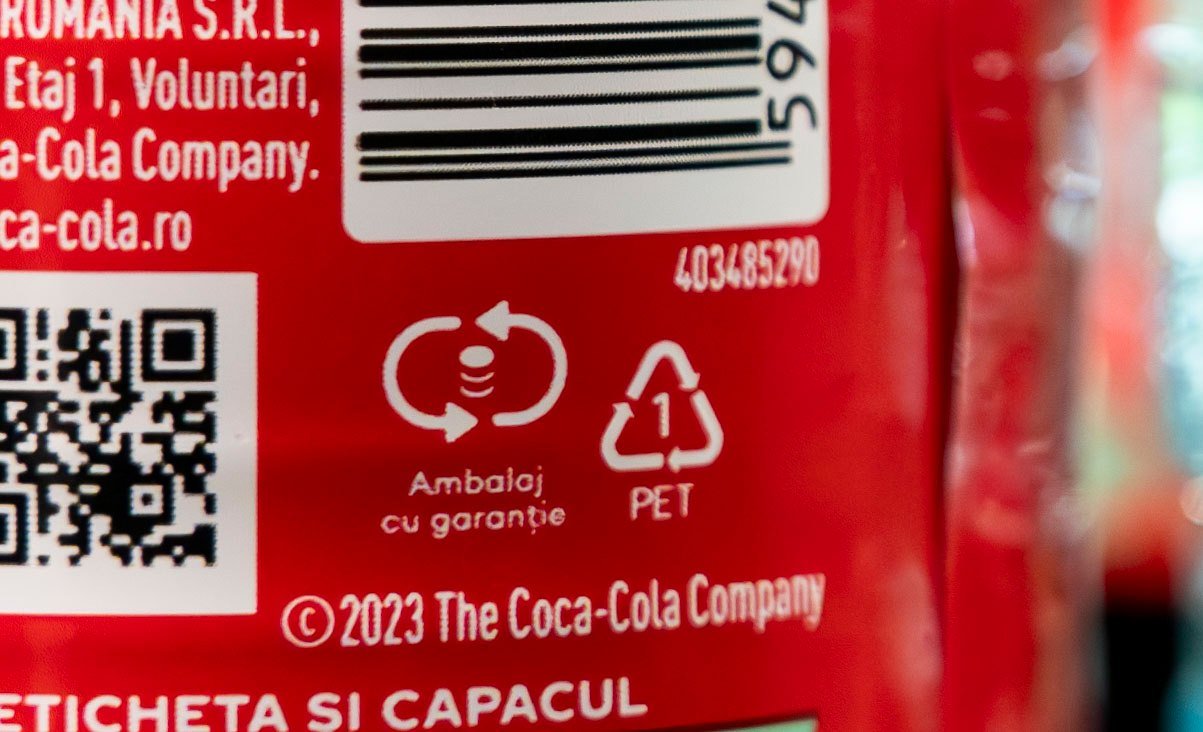 ROMANIA S.R.L.,
Etaj 1, Voluntari,
a-Cola Company.
ca-cola.ro
594
403485290
1
Ambalaj
cu garanție
PET
© 2023 The Coca-Cola Company
ETICHETA SI CAPACUL